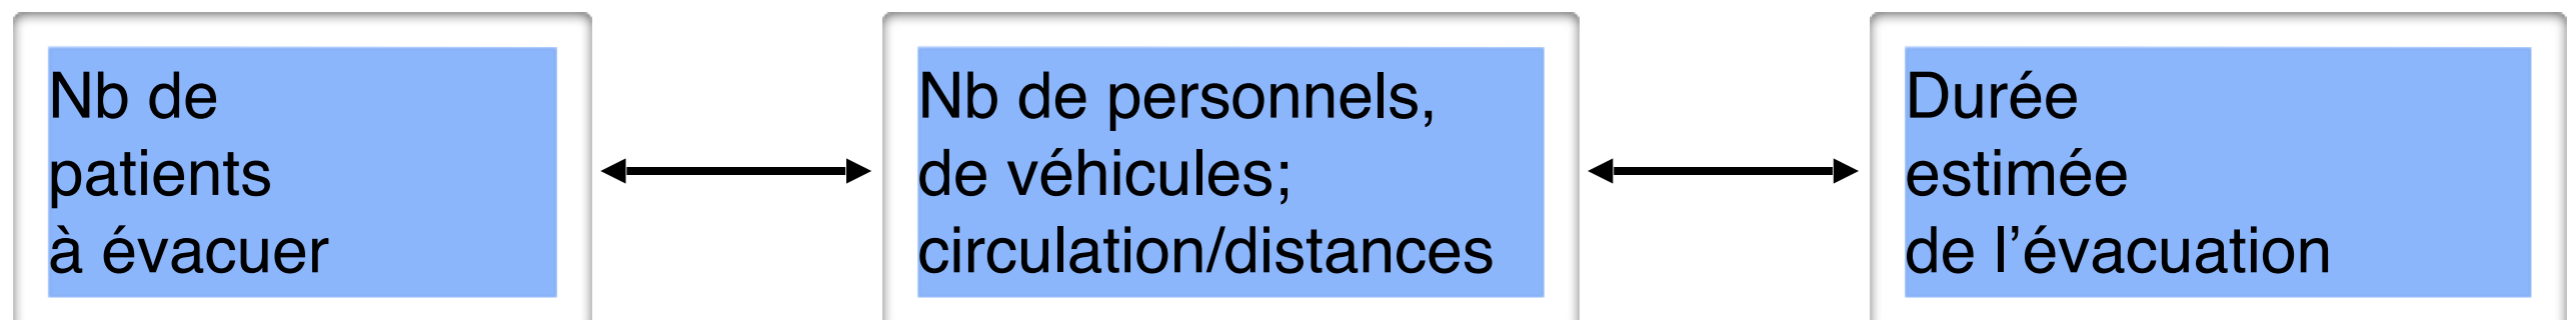 Nb de
patients
à évacuer
Nb de personnels,
de véhicules;
circulation/distances
Durée
estimée
de l’évacuation